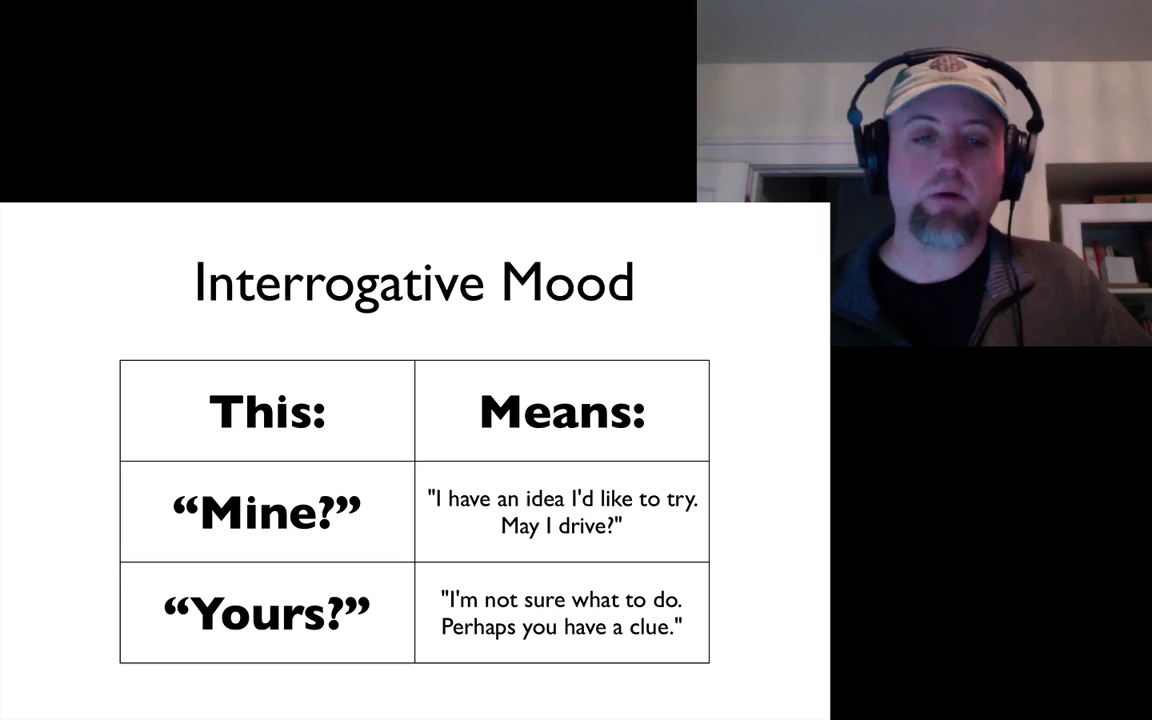 Interrogative Mood
This: Means:
“Mine?” "I have an idea I'd like to try.
May I drive?"
“Yours?” "I'm not sure what to do.
Perhaps you have a clue."